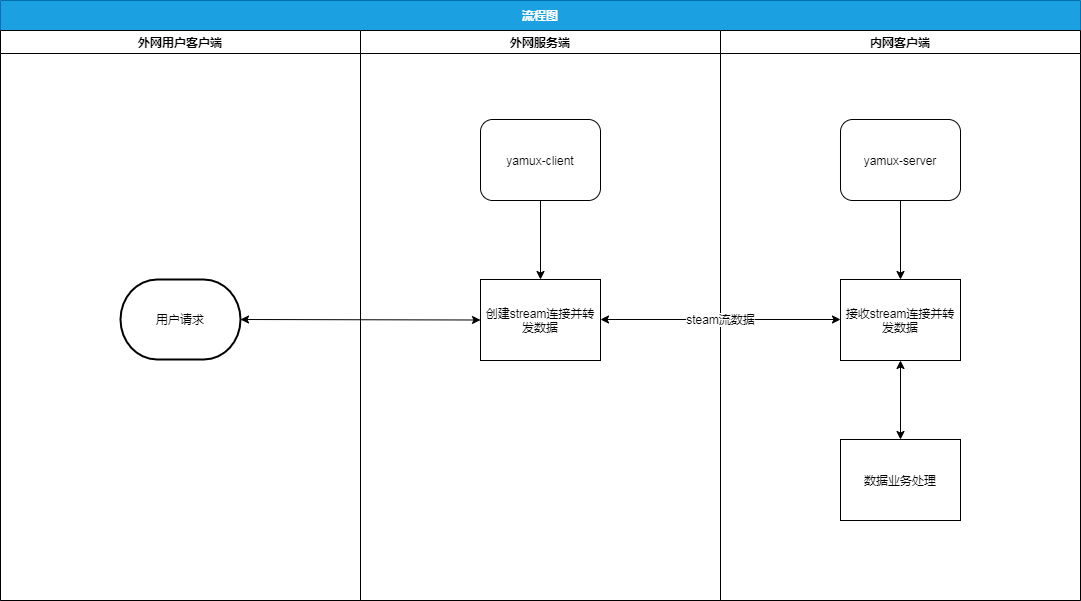 流程图
外网用户客户端
外网服务端
内网客户端
yamux-client
yamux-server
用户请求
创建stream连接并转
发数据
steam流数据
接收stream连接并转
发数据
数据业务处理